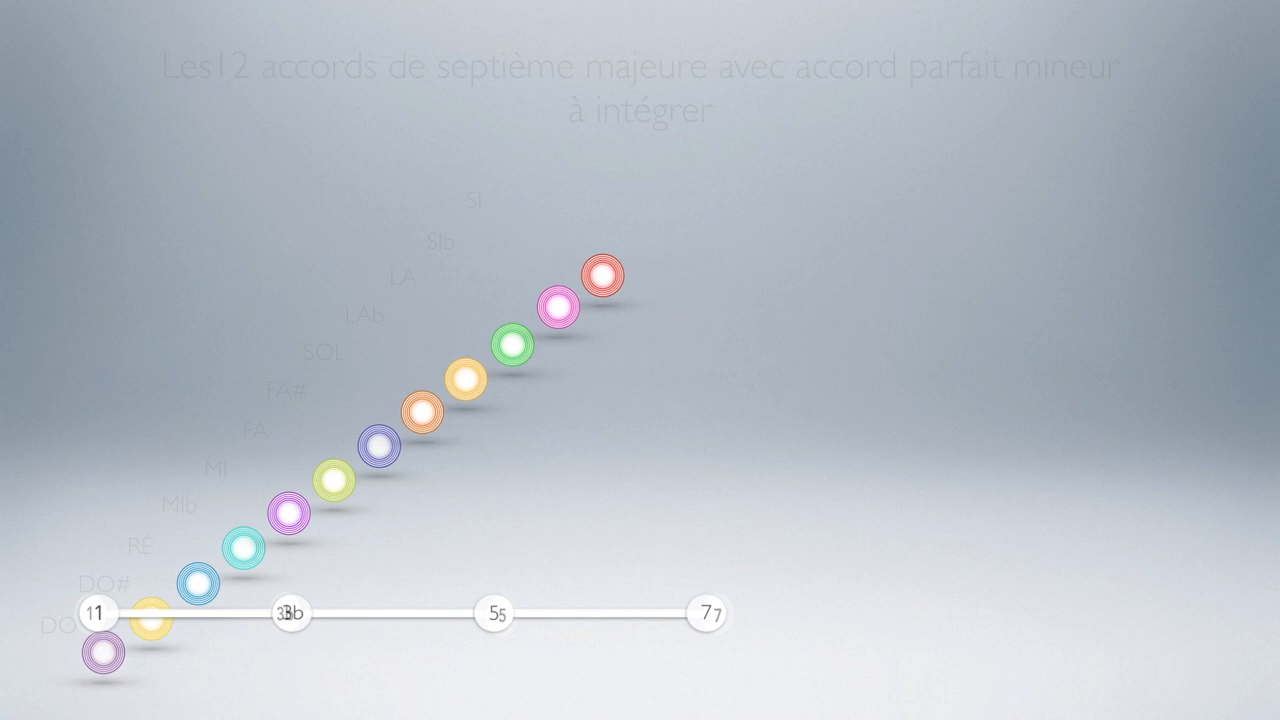 Les12 accords de septième majeure avec accord parfait mineur
à intégrer
SI
SIb
LA
LAb
SOL
FA#
FA
MI
MIb
RÉ
DO#
DO
1 3b 5 7